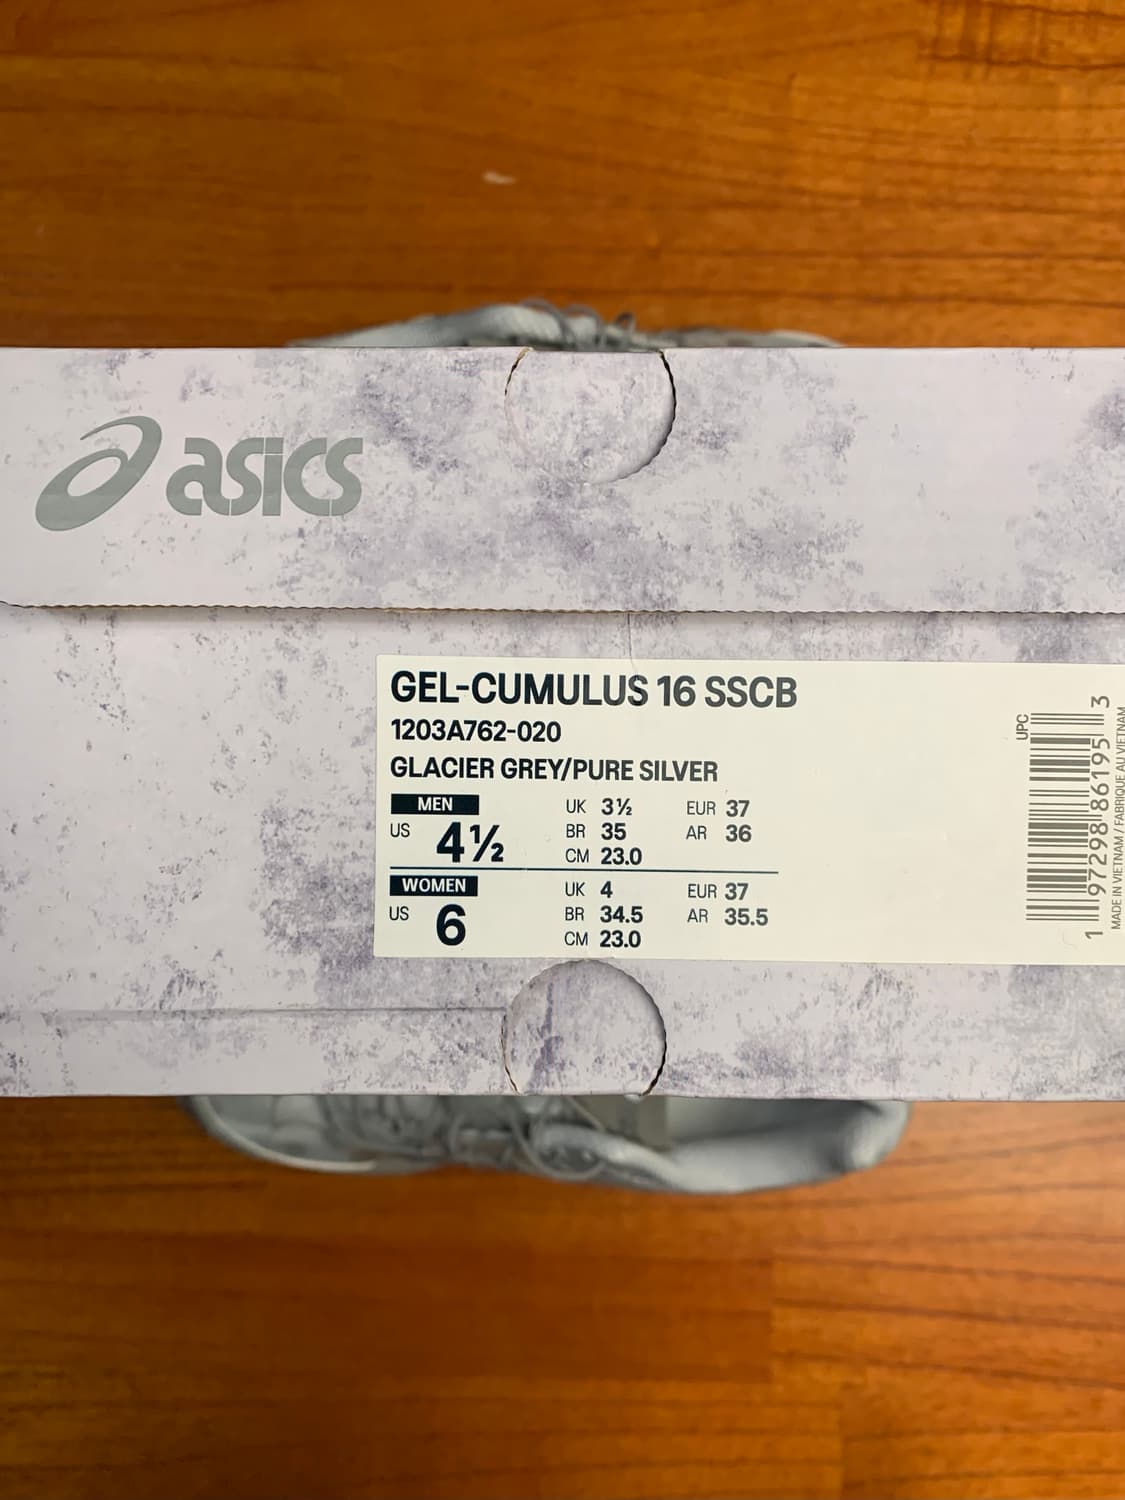 asics
GEL-CUMULUS 16 SSCB
1203A762-020
GLACIER GREY/PURE SILVER
MEN
US 4½
UK 3½ EUR 37
BR 35 AR 36
CM 23.0
WOMEN
US 6
UK 4 EUR 37
BR 34.5 AR 35.5
CM 23.0
UPC
1 97298 86195 3
MADE IN VIETNAM / FABRIQUE AU VIETNAM